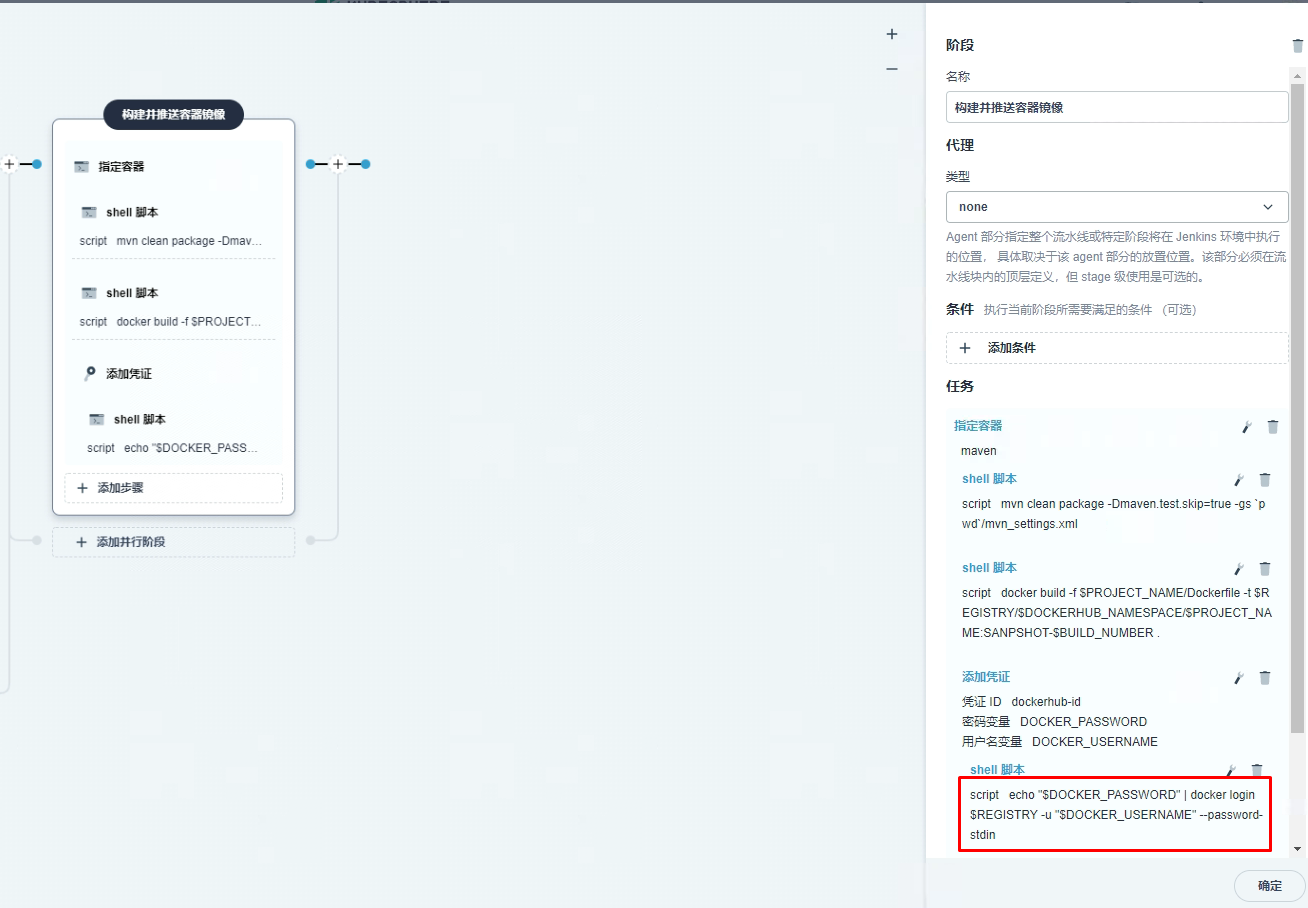 构建并推送容器镜像
指定容器
shell 脚本
script mvn clean package -Dmav...
shell 脚本
script docker build -f $PROJECT...
添加凭证
shell 脚本
script echo "$DOCKER_PASS...
添加步骤
添加并行阶段
阶段
名称
构建并推送容器镜像
代理
类型
none
Agent 部分指定整个流水线或特定阶段将在 Jenkins 环境中执行
的位置， 具体取决于该 agent 部分的放置位置。该部分必须在流
水线块内的顶层定义，但 stage 级使用是可选的。
条件 执行当前阶段所需要满足的条件 (可选)
添加条件
任务
指定容器
maven
shell 脚本
script mvn clean package -Dmaven.test.skip=true -gs `p
wd`/mvn_settings.xml
shell 脚本
script docker build -f $PROJECT_NAME/Dockerfile -t $R
EGISTRY/$DOCKERHUB_NAMESPACE/$PROJECT_NA
ME:SANPSHOT-$BUILD_NUMBER .
添加凭证
凭证 ID dockerhub-id
密码变量 DOCKER_PASSWORD
用户名变量 DOCKER_USERNAME
shell 脚本
script echo "$DOCKER_PASSWORD" | docker login
$REGISTRY -u "$DOCKER_USERNAME" --password-
stdin
确定